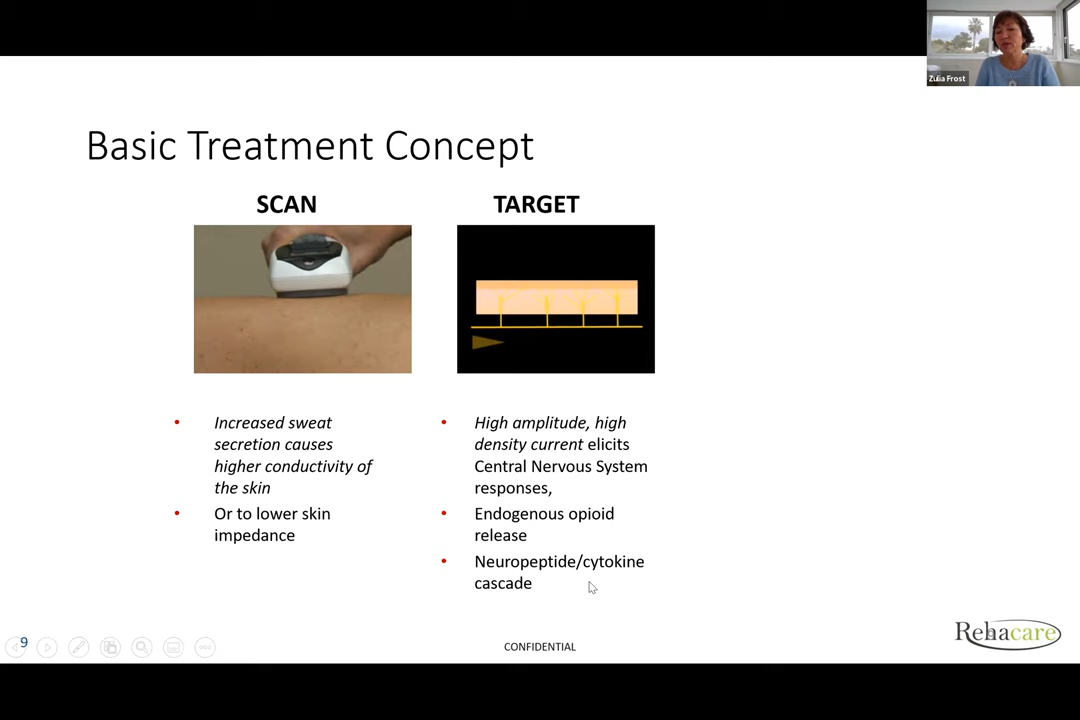 Zulia Frost
Basic Treatment Concept
SCAN
TARGET
• Increased sweat
secretion causes
higher conductivity of
the skin
• Or to lower skin
impedance
• High amplitude, high
density current elicits
Central Nervous System
responses,
• Endogenous opioid
release
• Neuropeptide/cytokine
cascade
9
CONFIDENTIAL
Rehacare